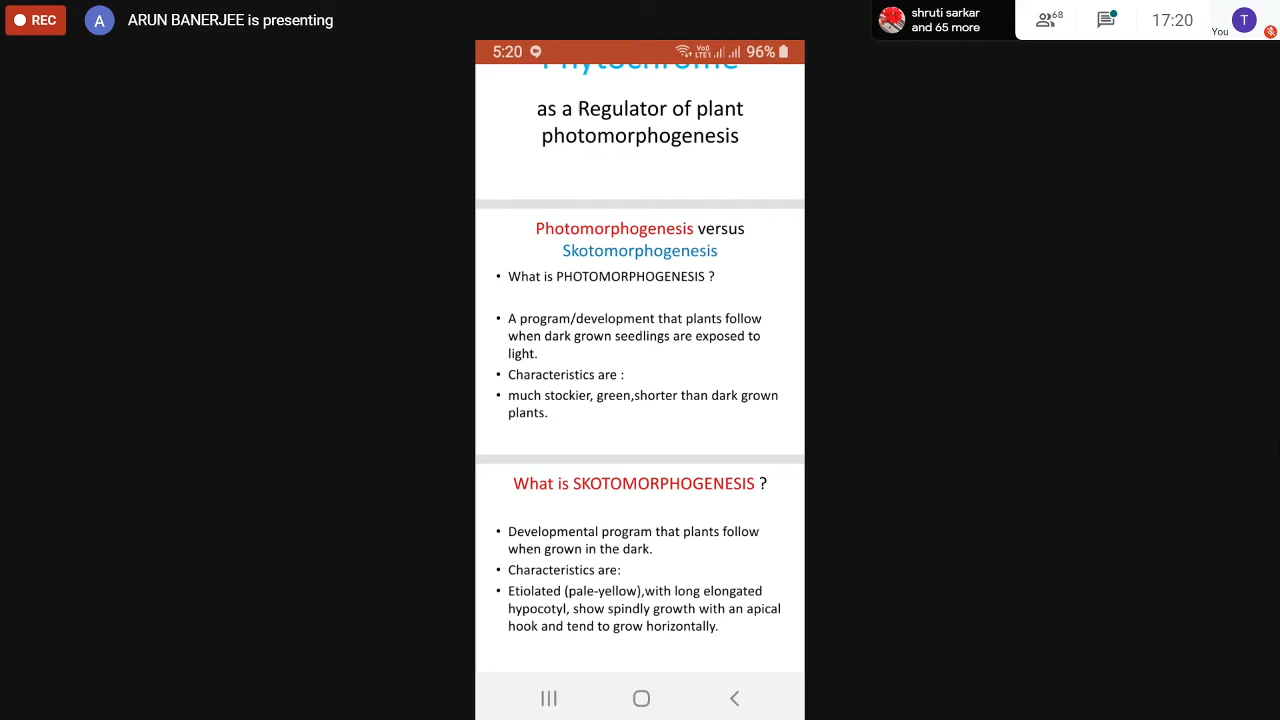 REC
A
ARUN BANERJEE is presenting
shruti sarkar
and 65 more
68
17:20
You
T
5:20
Vo)
LTE1
96%
Phytochrome
as a Regulator of plant
photomorphogenesis
Photomorphogenesis versus
Skotomorphogenesis
• What is PHOTOMORPHOGENESIS ?
• A program/development that plants follow
when dark grown seedlings are exposed to
light.
• Characteristics are :
• much stockier, green,shorter than dark grown
plants.
What is SKOTOMORPHOGENESIS ?
• Developmental program that plants follow
when grown in the dark.
• Characteristics are:
• Etiolated (pale-yellow),with long elongated
hypocotyl, show spindly growth with an apical
hook and tend to grow horizontally.